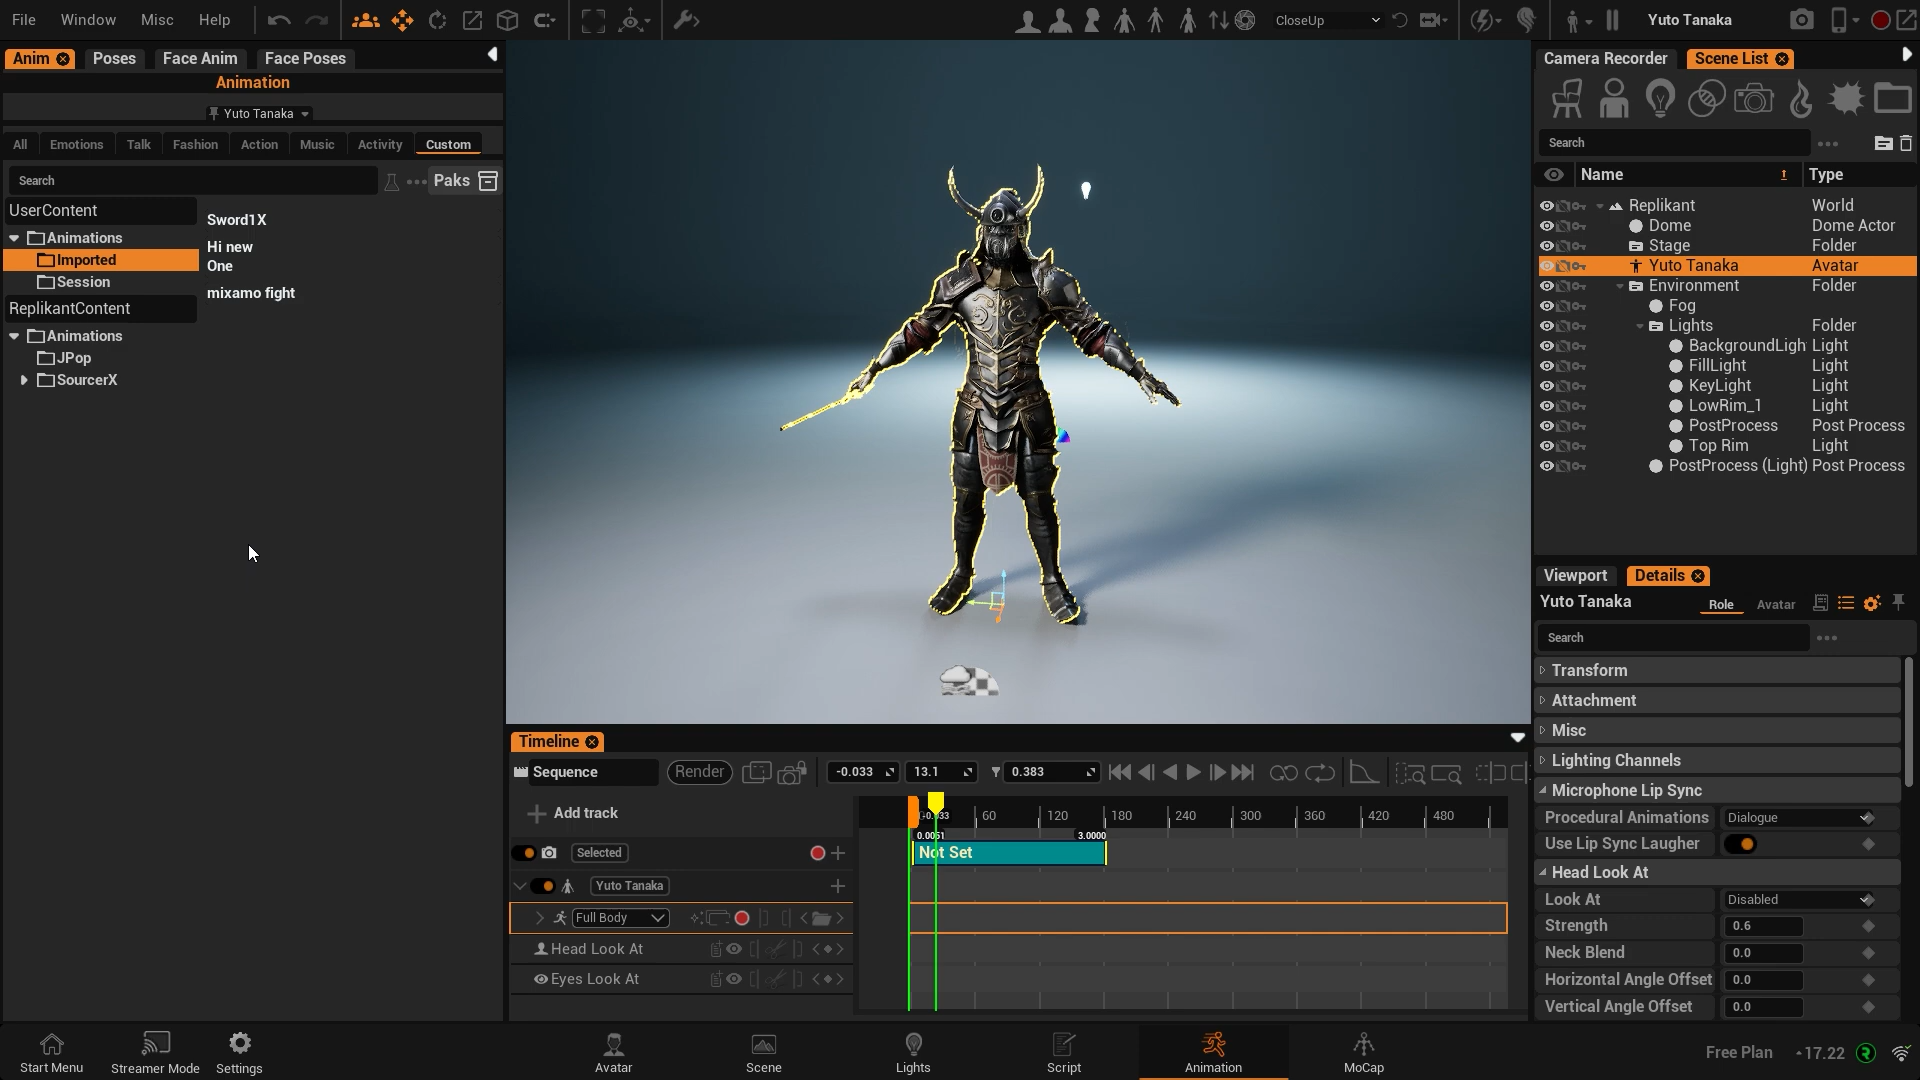 File Window Misc Help CloseUp Yuto Tanaka
Anim Poses Face Anim Face Poses
Animation
Yuto Tanaka
All Emotions Talk Fashion Action Music Activity Custom
Search Paks
UserContent
Animations
Imported
Session
ReplikantContent
Animations
JPop
SourcerX
Sword1X
Hi new
One
mixamo fight
Camera Recorder Scene List
Search
Name Type
Replikant World
Dome Dome Actor
Stage Folder
Yuto Tanaka Avatar
Environment Folder
Fog
Lights Folder
BackgroundLigh Light
FillLight Light
KeyLight Light
LowRim_1 Light
PostProcess Post Process
Top Rim Light
PostProcess (Light) Post Process
Viewport Details
Yuto Tanaka Role Avatar
Search
Transform
Attachment
Misc
Lighting Channels
Microphone Lip Sync
Procedural Animations Dialogue
Use Lip Sync Laugher
Head Look At
Look At Disabled
Strength 0.6
Neck Blend 0.0
Horizontal Angle Offset 0.0
Vertical Angle Offset 0.0
Timeline
Sequence Render -0.033 13.1 0.383
Add track
60 120 180 240 300 360 420 480
3.0000
Selected
Not Set
Yuto Tanaka
Full Body
Head Look At
Eyes Look At
Start Menu Streamer Mode Settings Avatar Scene Lights Script Animation MoCap Free Plan 17.22